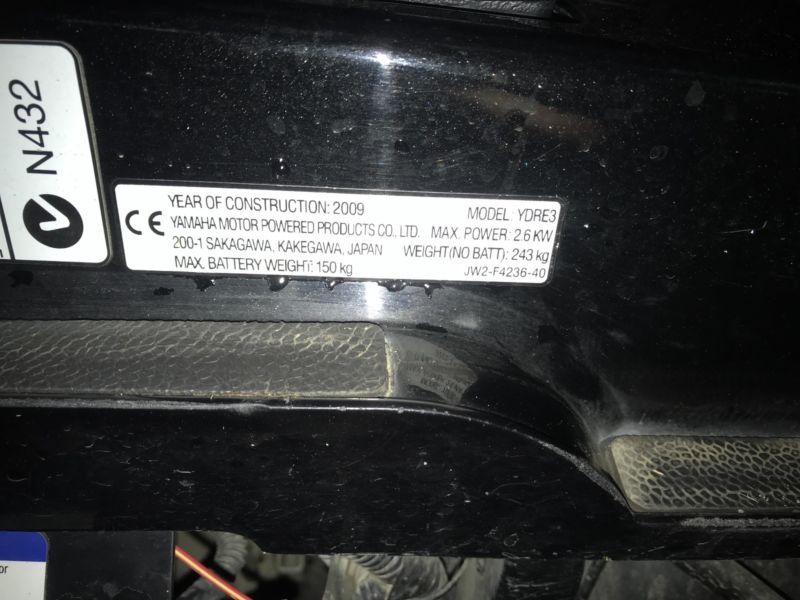 N432
CE
YEAR OF CONSTRUCTION: 2009
MODEL: YDRE3
YAMAHA MOTOR POWERED PRODUCTS CO., LTD.
MAX. POWER: 2.6 KW
200-1 SAKAGAWA, KAKEGAWA, JAPAN
WEIGHT(NO BATT): 243 kg
MAX. BATTERY WEIGHT: 150 kg
JW2-F4236-40